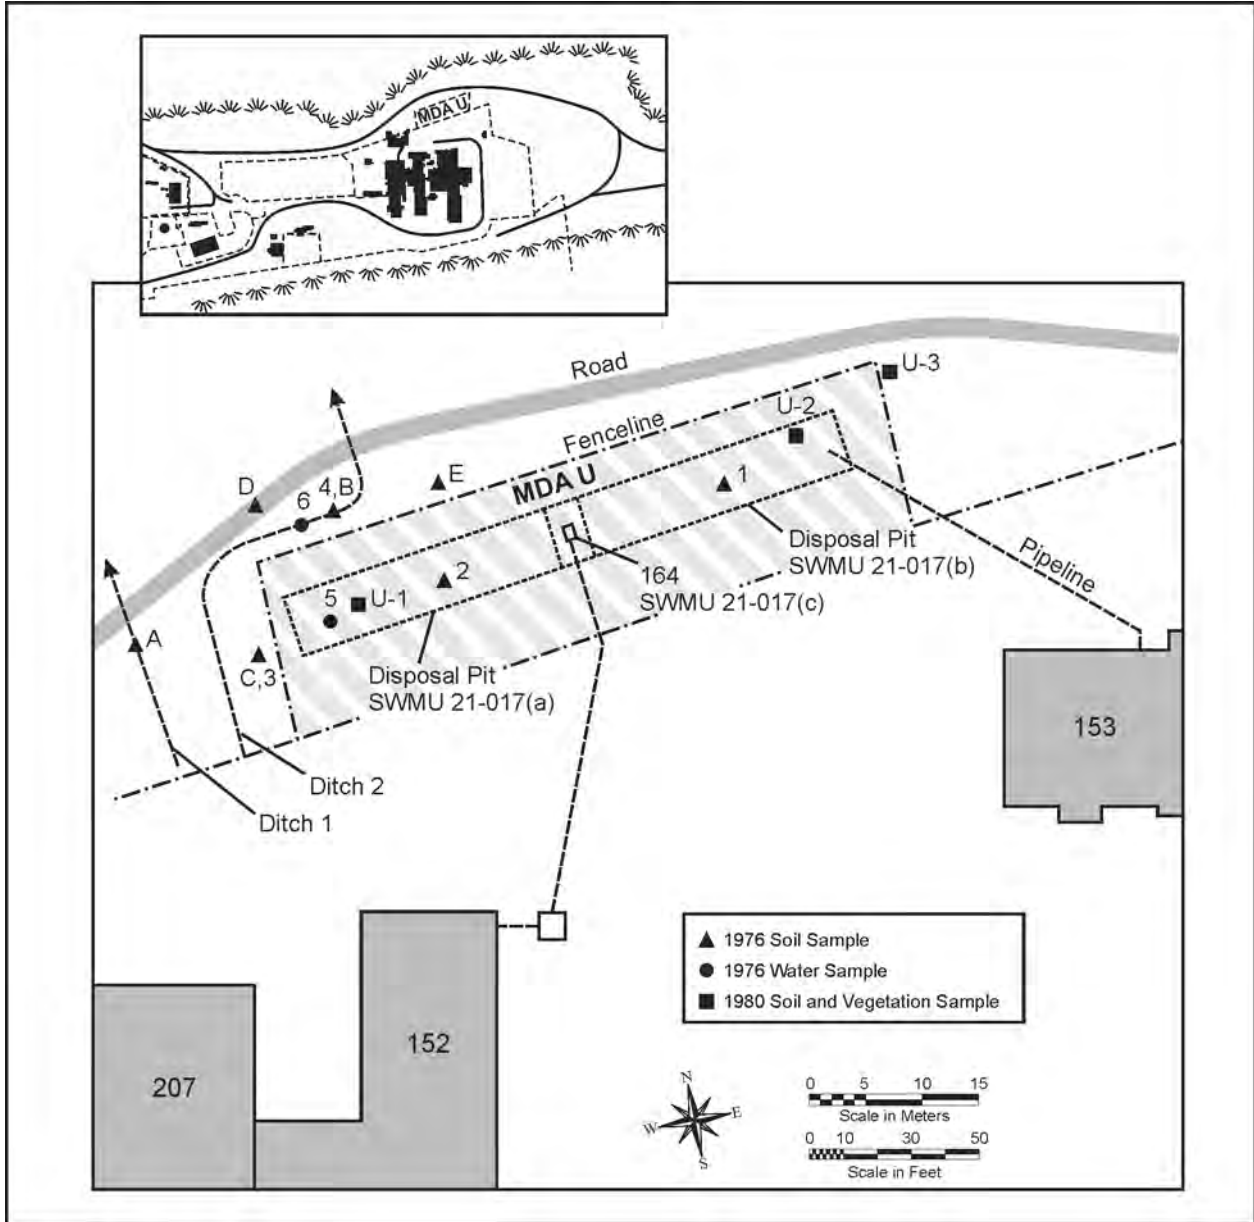 MDA U
Road
U-3
U-2
Fenceline
MDA U
E
D
6
4,B
1
Disposal Pit
SWMU 21-017(b)
Pipeline
164
SWMU 21-017(c)
2
5
U-1
A
C,3
Disposal Pit
SWMU 21-017(a)
Ditch 2
Ditch 1
153
152
207
1976 Soil Sample
1976 Water Sample
1980 Soil and Vegetation Sample
N
E
W
S
0 5 10 15
Scale in Meters
0 10 30 50
Scale in Feet